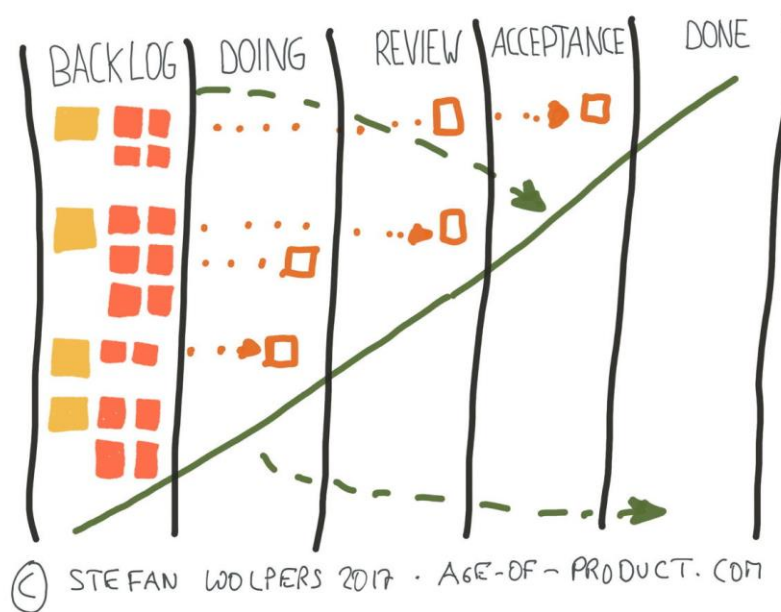 BACKLOG DOING REVIEW ACCEPTANCE DONE
© STEFAN WOLPERS 2017 · AGE-OF-PRODUCT.COM